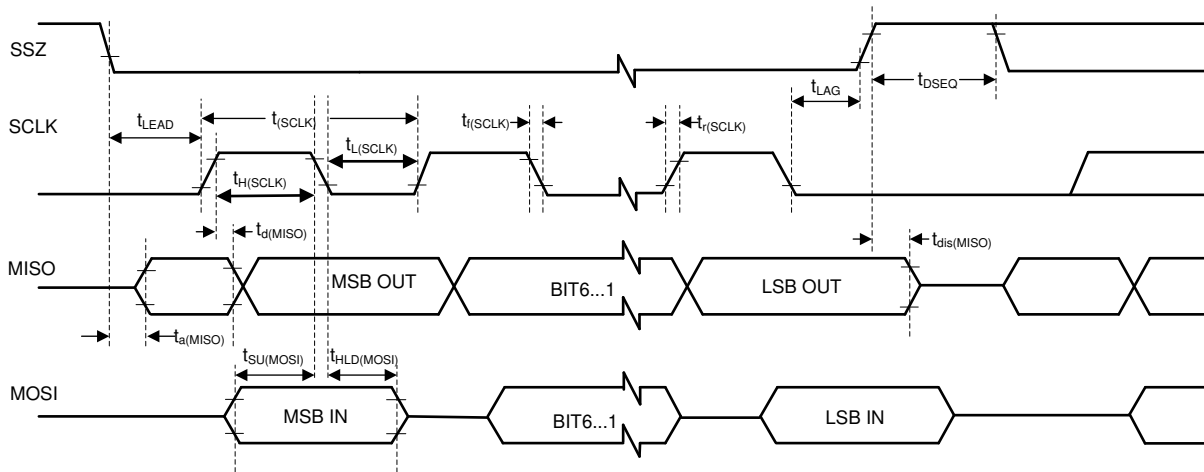 SSZ
tDSEQ
tLAG
SCLK
tLEAD
t(SCLK)
tf(SCLK)
tr(SCLK)
tL(SCLK)
tH(SCLK)
td(MISO)
tdis(MISO)
MISO
MSB OUT
BIT6...1
LSB OUT
ta(MISO)
tSU(MOSI)
tHLD(MOSI)
MOSI
MSB IN
BIT6...1
LSB IN